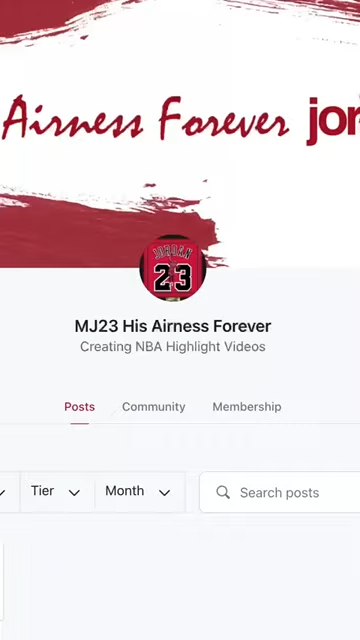 Airness Forever
JORDAN
23
MJ23 His Airness Forever
Creating NBA Highlight Videos
Posts Community Membership
Tier Month Search posts